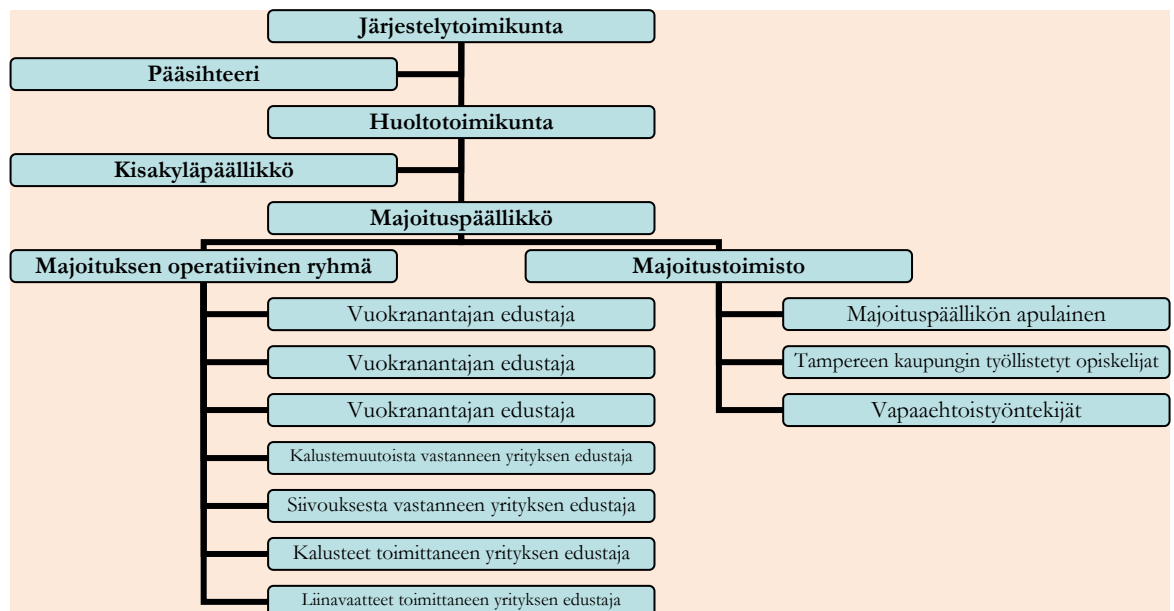 Järjestelytoimikunta
Pääsihteeri
Huoltotoimikunta
Kisakyläpäällikkö
Majoituspäällikkö
Majoituksen operatiivinen ryhmä
Majoitustoimisto
Vuokranantajan edustaja
Majoituspäällikön apulainen
Vuokranantajan edustaja
Tampereen kaupungin työllistetyt opiskelijat
Vuokranantajan edustaja
Vapaaehtoistyöntekijät
Kalustemuutoista vastanneen yrityksen edustaja
Siivouksesta vastanneen yrityksen edustaja
Kalusteet toimittaneen yrityksen edustaja
Liinavaatteet toimittaneen yrityksen edustaja